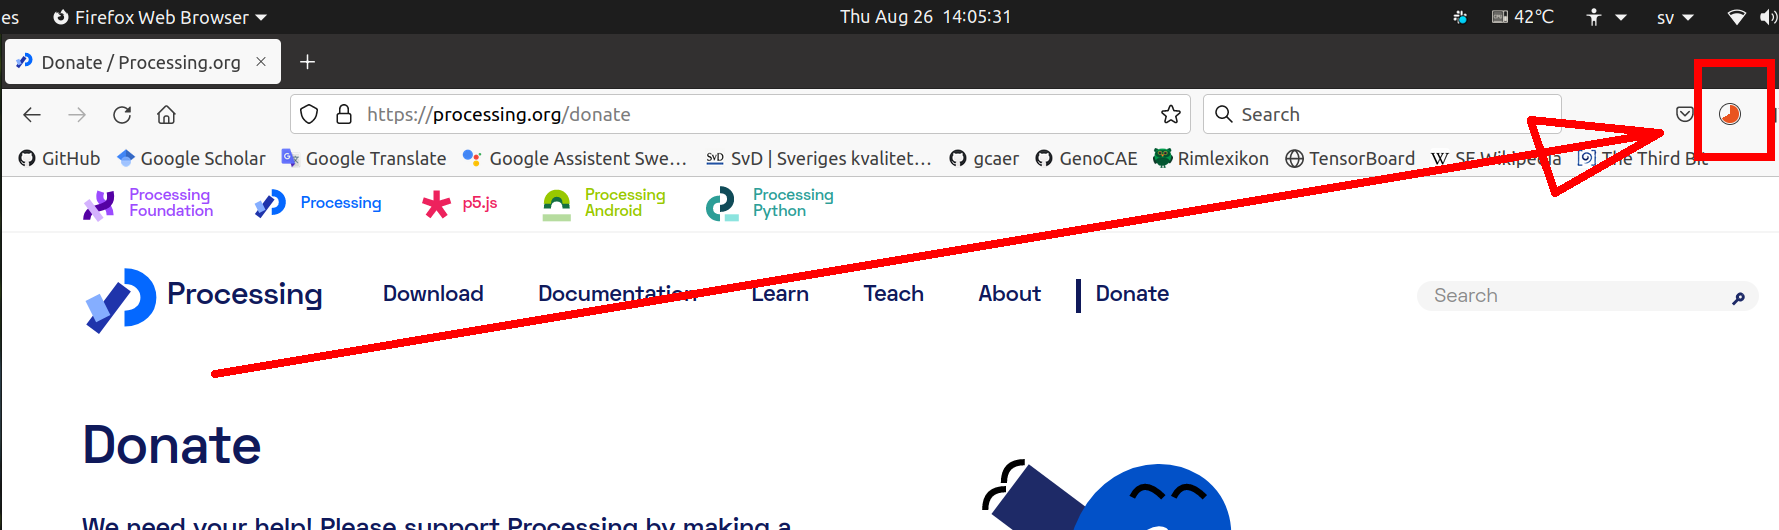 es Firefox Web Browser Thu Aug 26 14:05:31 42°C sv
Donate / Processing.org
https://processing.org/donate Search
GitHub Google Scholar Google Translate Google Assistent Swe... SvD | Sveriges kvalitet... gcaer GenoCAE Rimlexikon TensorBoard SE Wikipedia The Third Bit
Processing Foundation
Processing
p5.js
Processing Android
Processing Python
Processing Download Documentation Learn Teach About Donate Search
Donate
We need your help! Please support Processing by making a